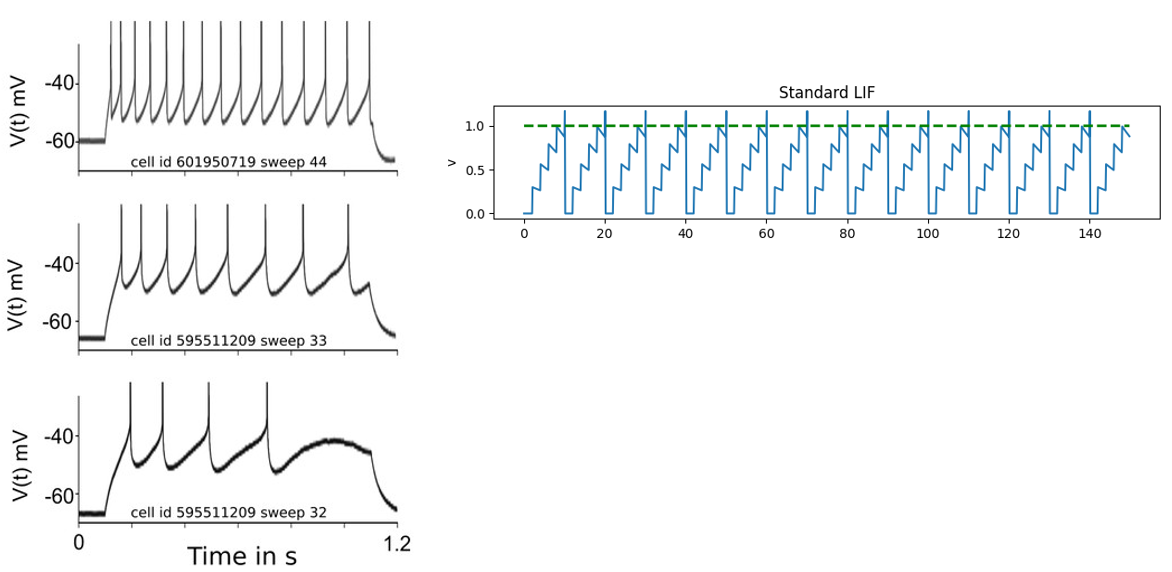 V(t) mV
-40
-60
cell id 601950719 sweep 44
V(t) mV
-40
-60
cell id 595511209 sweep 33
V(t) mV
-40
-60
cell id 595511209 sweep 32
0 1.2
Time in s
Standard LIF
v
1.0
0.5
0.0
0 20 40 60 80 100 120 140